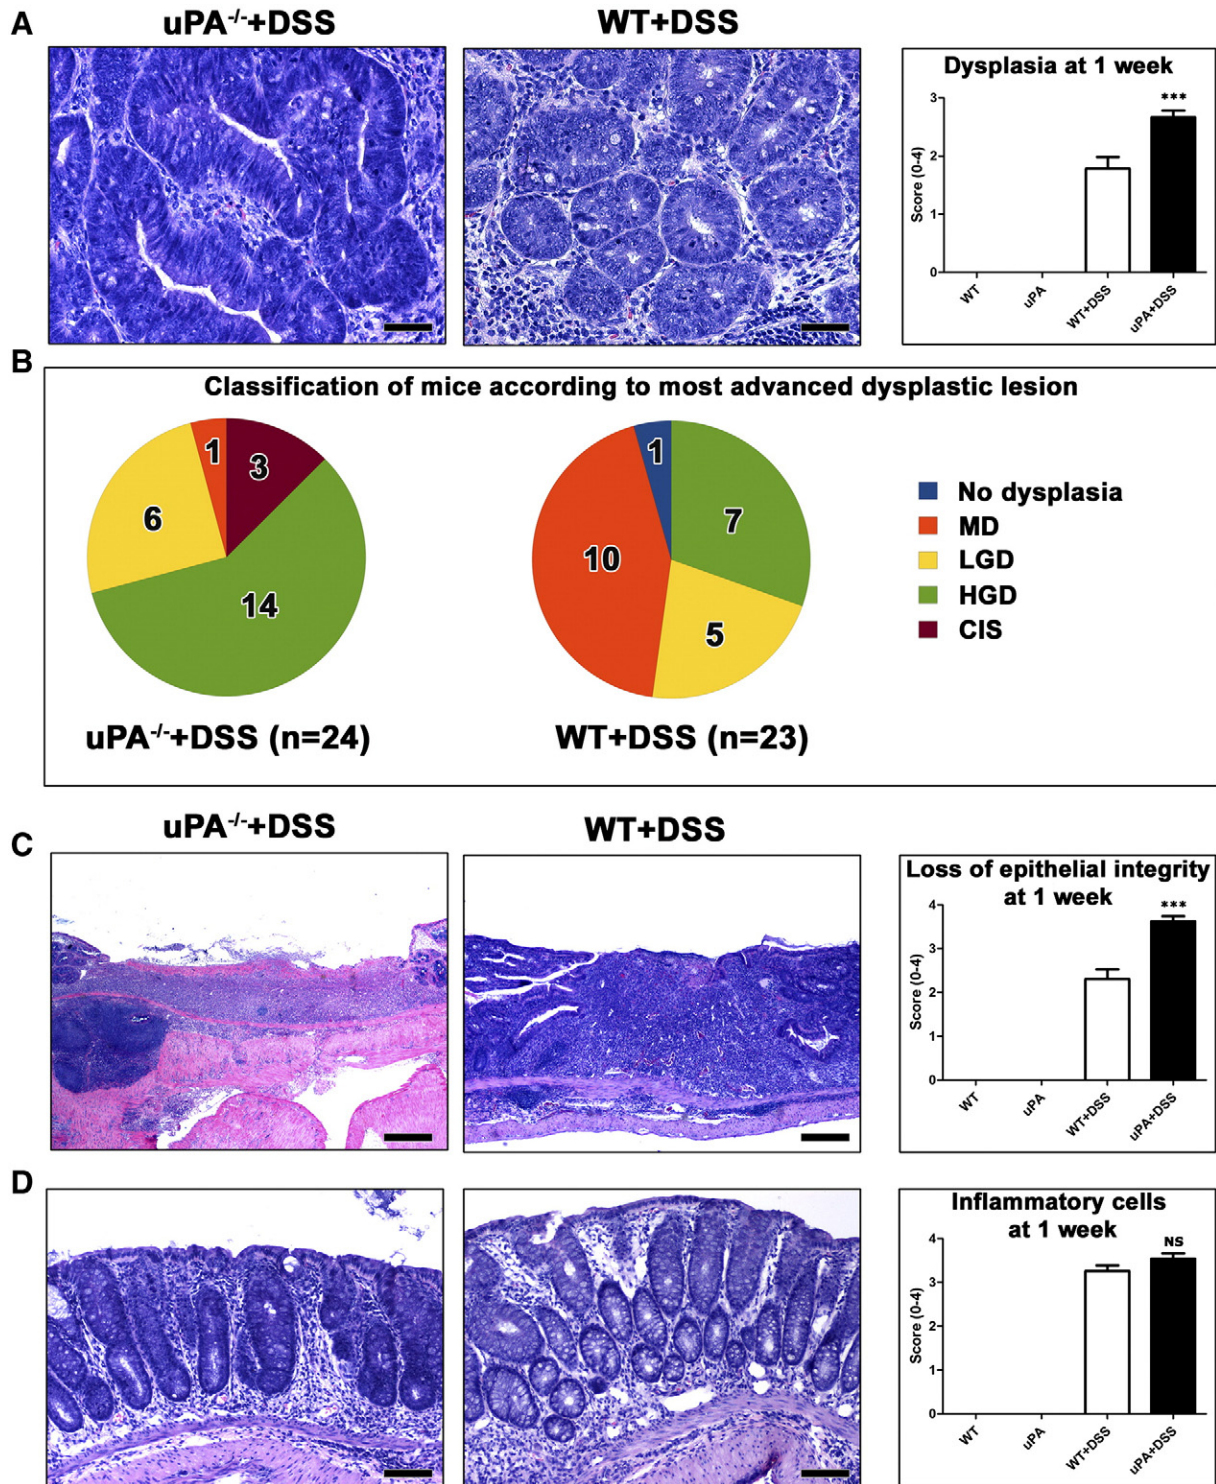 A
uPA-/-+DSS
WT+DSS
Dysplasia at 1 week
Score (0-4)
3
2
1
0
***
WT
uPA
WT+DSS
uPA+DSS
B
Classification of mice according to most advanced dysplastic lesion
1
3
6
14
1
7
10
5
No dysplasia
MD
LGD
HGD
CIS
uPA-/-+DSS (n=24)
WT+DSS (n=23)
C
uPA-/-+DSS
WT+DSS
Loss of epithelial integrity
at 1 week
Score (0-4)
4
3
2
1
0
***
WT
uPA
WT+DSS
uPA+DSS
D
Inflammatory cells
at 1 week
Score (0-4)
4
3
2
1
0
NS
WT
uPA
WT+DSS
uPA+DSS